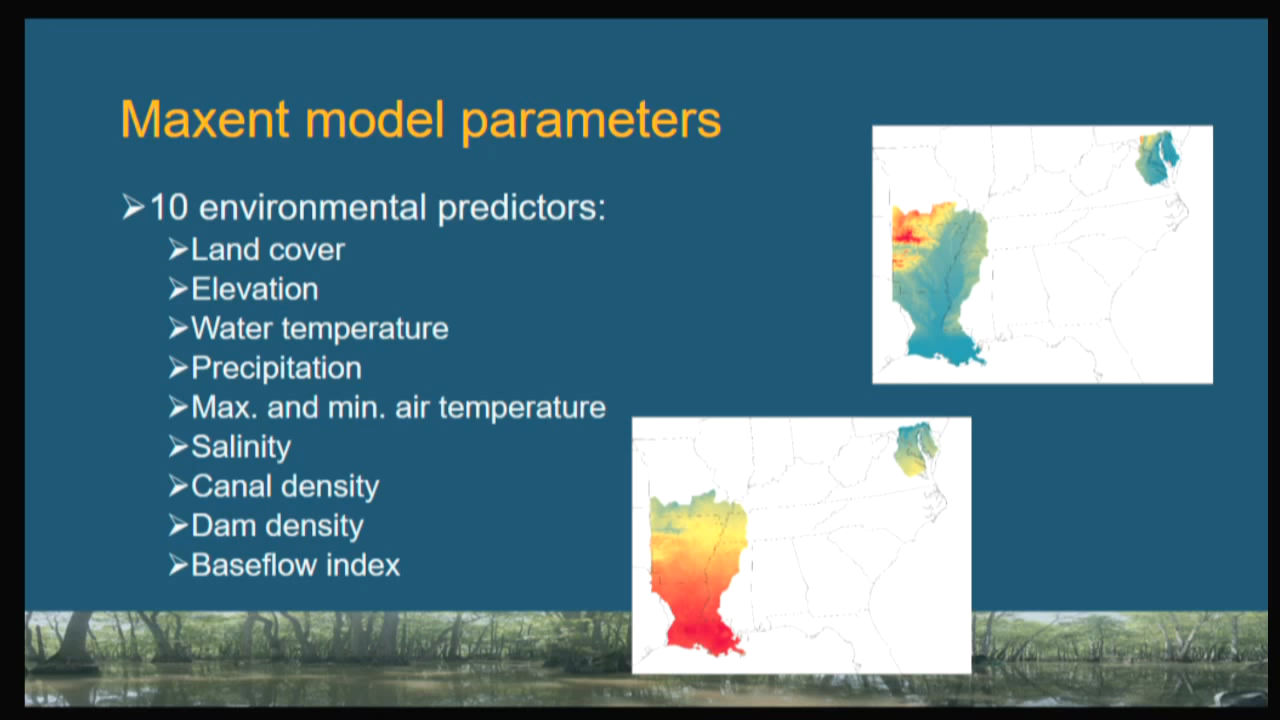 Maxent model parameters
➢10 environmental predictors:
➢Land cover
➢Elevation
➢Water temperature
➢Precipitation
➢Max. and min. air temperature
➢Salinity
➢Canal density
➢Dam density
➢Baseflow index